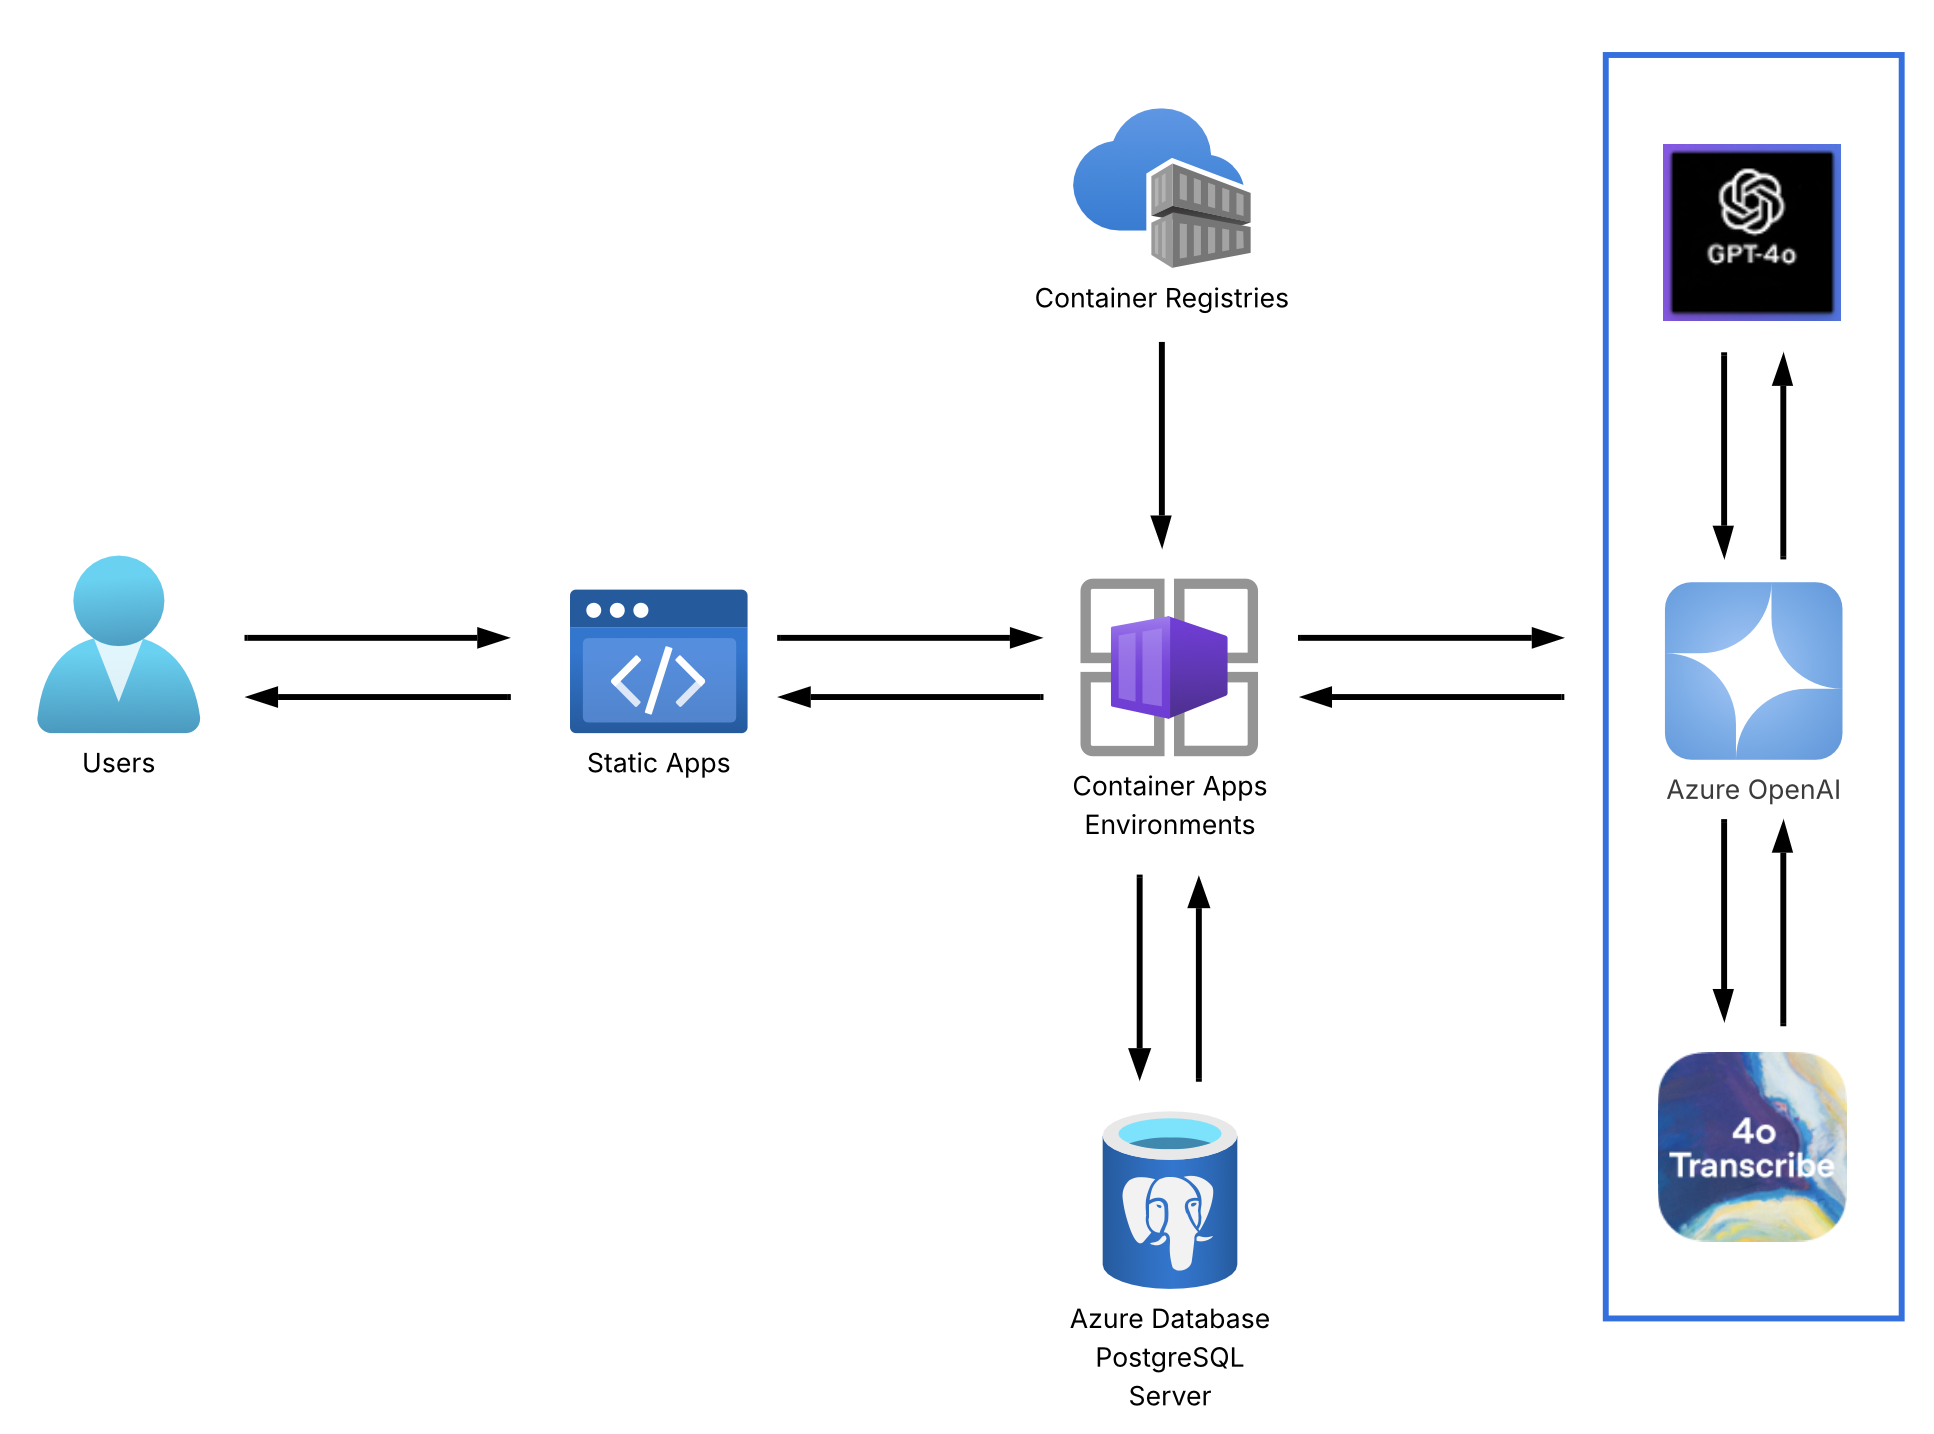 Container Registries
GPT-4o
Users
Static Apps
Container Apps
Environments
Azure OpenAI
4o
Transcribe
Azure Database
PostgreSQL
Server